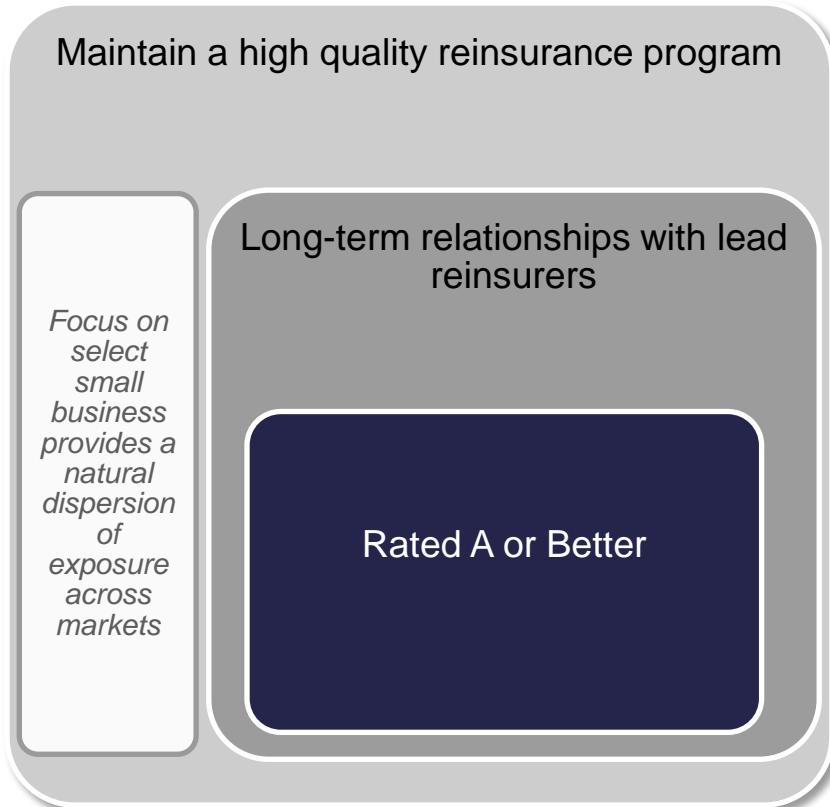 Maintain a high quality reinsurance program
Focus on
select
small
business
provides a
natural
dispersion
of
exposure
across
markets
Long-term relationships with lead
reinsurers
Rated A or Better